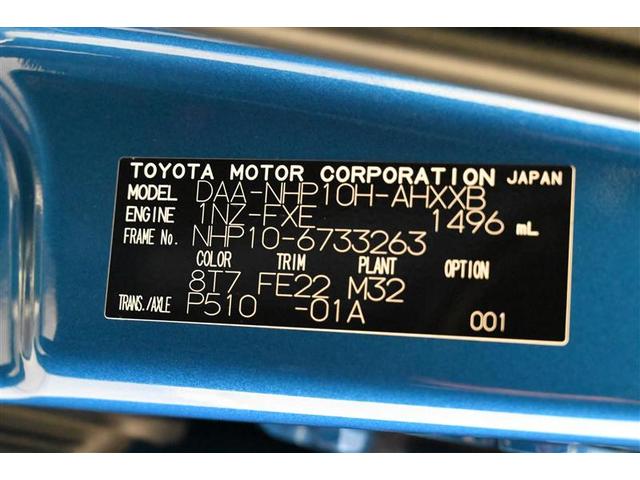 TOYOTA MOTOR CORPORATION JAPAN
MODEL DAA-NHP10H-AHXXB
ENGINE 1NZ-FXE 1496 mL
FRAME No. NHP10-6733263
COLOR TRIM PLANT OPTION
8T7 FE22 M32
TRANS./AXLE P510 -01A 001